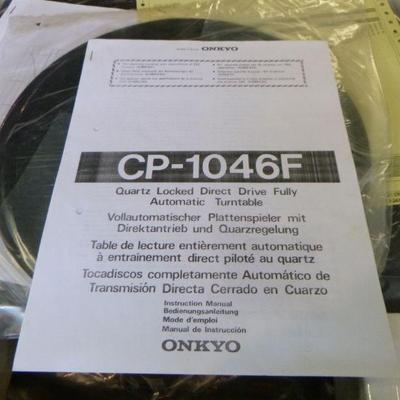 ONKYO
CP-1046F
Quartz Locked Direct Drive Fully
Automatic Turntable
Vollautomatischer Plattenspieler mit
Direktantrieb und Quarzregelung
Table de lecture entièrement automatique
à entrainement direct piloté au quartz
Tocadiscos completamente Automático de
Transmisión Directa Cerrado en Cuarzo
Instruction Manual
Bedienungsanleitung
Mode d'emploi
Manual de Instrucción
ONKYO